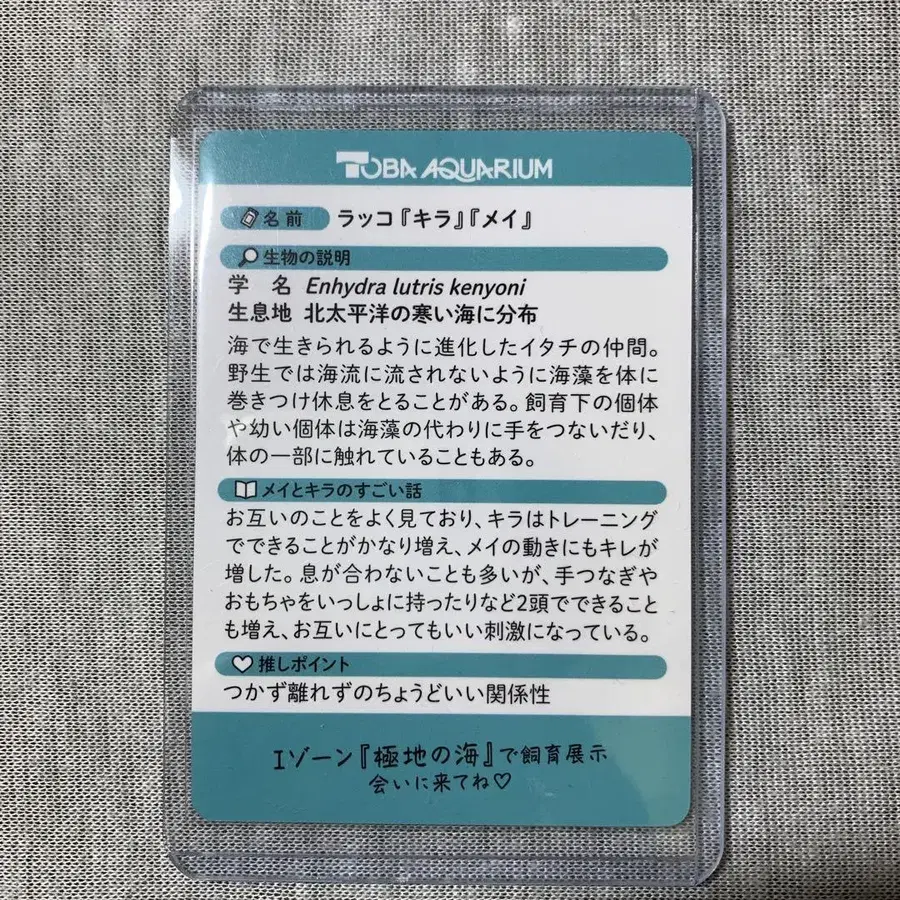 TOBA AQUARIUM
名前 ラッコ『キラ』『メイ』
生物の説明
学 名 Enhydra lutris kenyoni
生息地 北太平洋の寒い海に分布
海で生きられるように進化したイタチの仲間。
野生では海流に流されないように海藻を体に
巻きつけ休息をとることがある。飼育下の個体
や幼い個体は海藻の代わりに手をつないだり、
体の一部に触れていることもある。
メイとキラのすごい話
お互いのことをよく見ており、キラはトレーニング
でできることがかなり増え、メイの動きにもキレが
増した。息が合わないことも多いが、手つなぎや
おもちゃをいっしょに持ったりなど2頭でできること
も増え、お互いにとってもいい刺激になっている。
推しポイント
つかず離れずのちょうどいい関係性
Iゾーン『極地の海』で飼育展示
会いに来てね♡